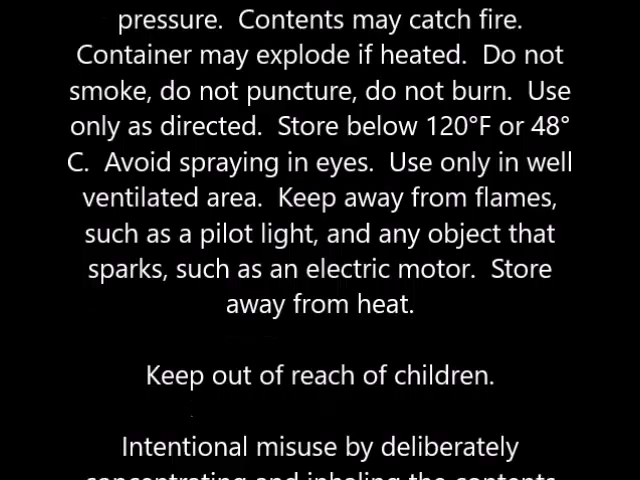 pressure.  Contents may catch fire.
Container may explode if heated.  Do not
smoke, do not puncture, do not burn.  Use
only as directed.  Store below 120°F or 48°
C.  Avoid spraying in eyes.  Use only in well
ventilated area.  Keep away from flames,
such as a pilot light, and any object that
sparks, such as an electric motor.  Store
away from heat.
Keep out of reach of children.
Intentional misuse by deliberately
concentrating and inhaling the contents